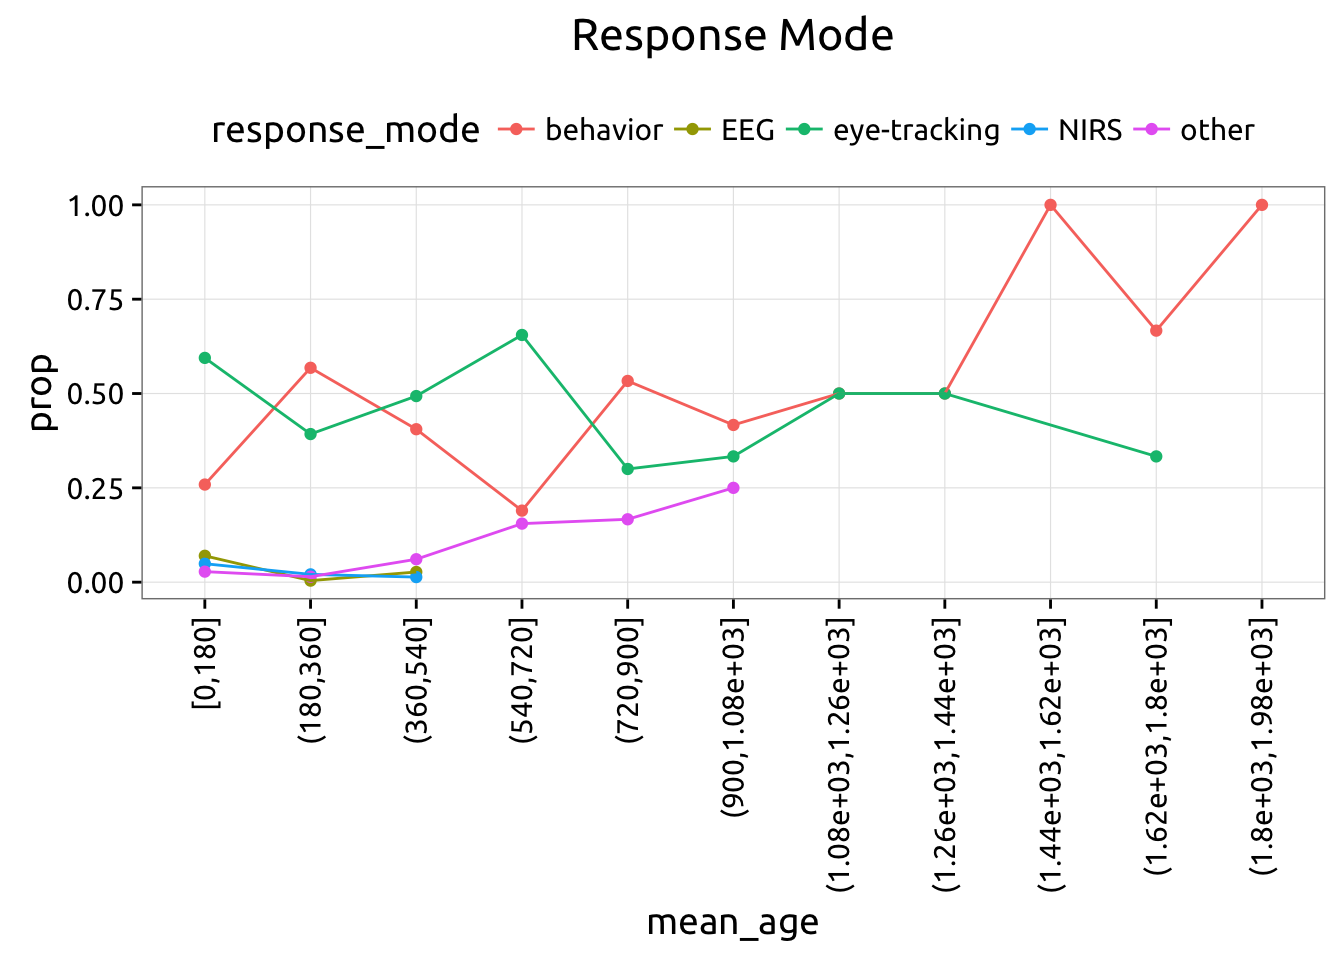 Response Mode
response_mode behavior EEG eye-tracking NIRS other
1.00
0.75
0.50
0.25
0.00
prop
[0,180]
(180,360]
(360,540]
(540,720]
(720,900]
(900,1.08e+03]
(1.08e+03,1.26e+03]
(1.26e+03,1.44e+03]
(1.44e+03,1.62e+03]
(1.62e+03,1.8e+03]
(1.8e+03,1.98e+03]
mean_age